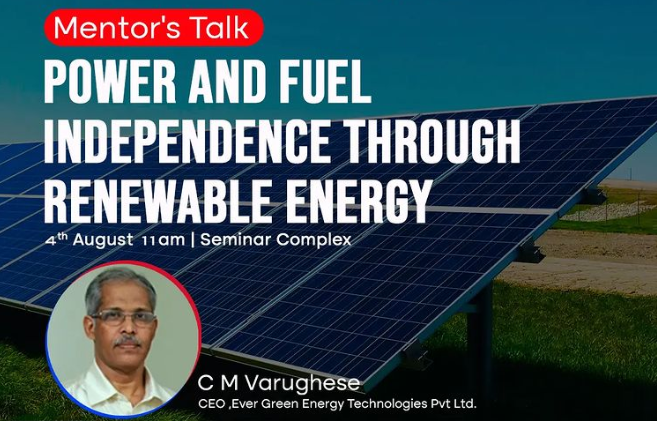 Mentor's Talk
POWER AND FUEL
INDEPENDENCE THROUGH
RENEWABLE ENERGY
4th August 11am | Seminar Complex
C M Varughese
CEO ,Ever Green Energy Technologies Pvt Ltd.